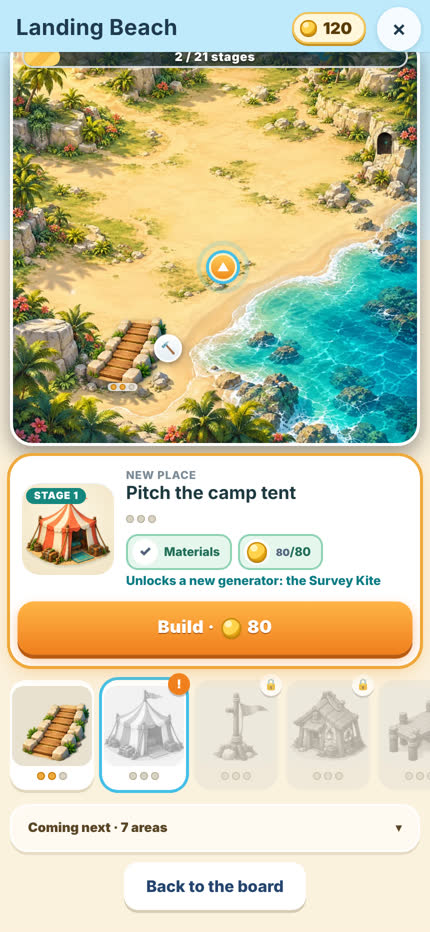 Landing Beach
120
×
2 / 21 stages
STAGE 1
NEW PLACE
Pitch the camp tent
Materials
80/80
Unlocks a new generator: the Survey Kite
Build · 80
!
Coming next · 7 areas
Back to the board